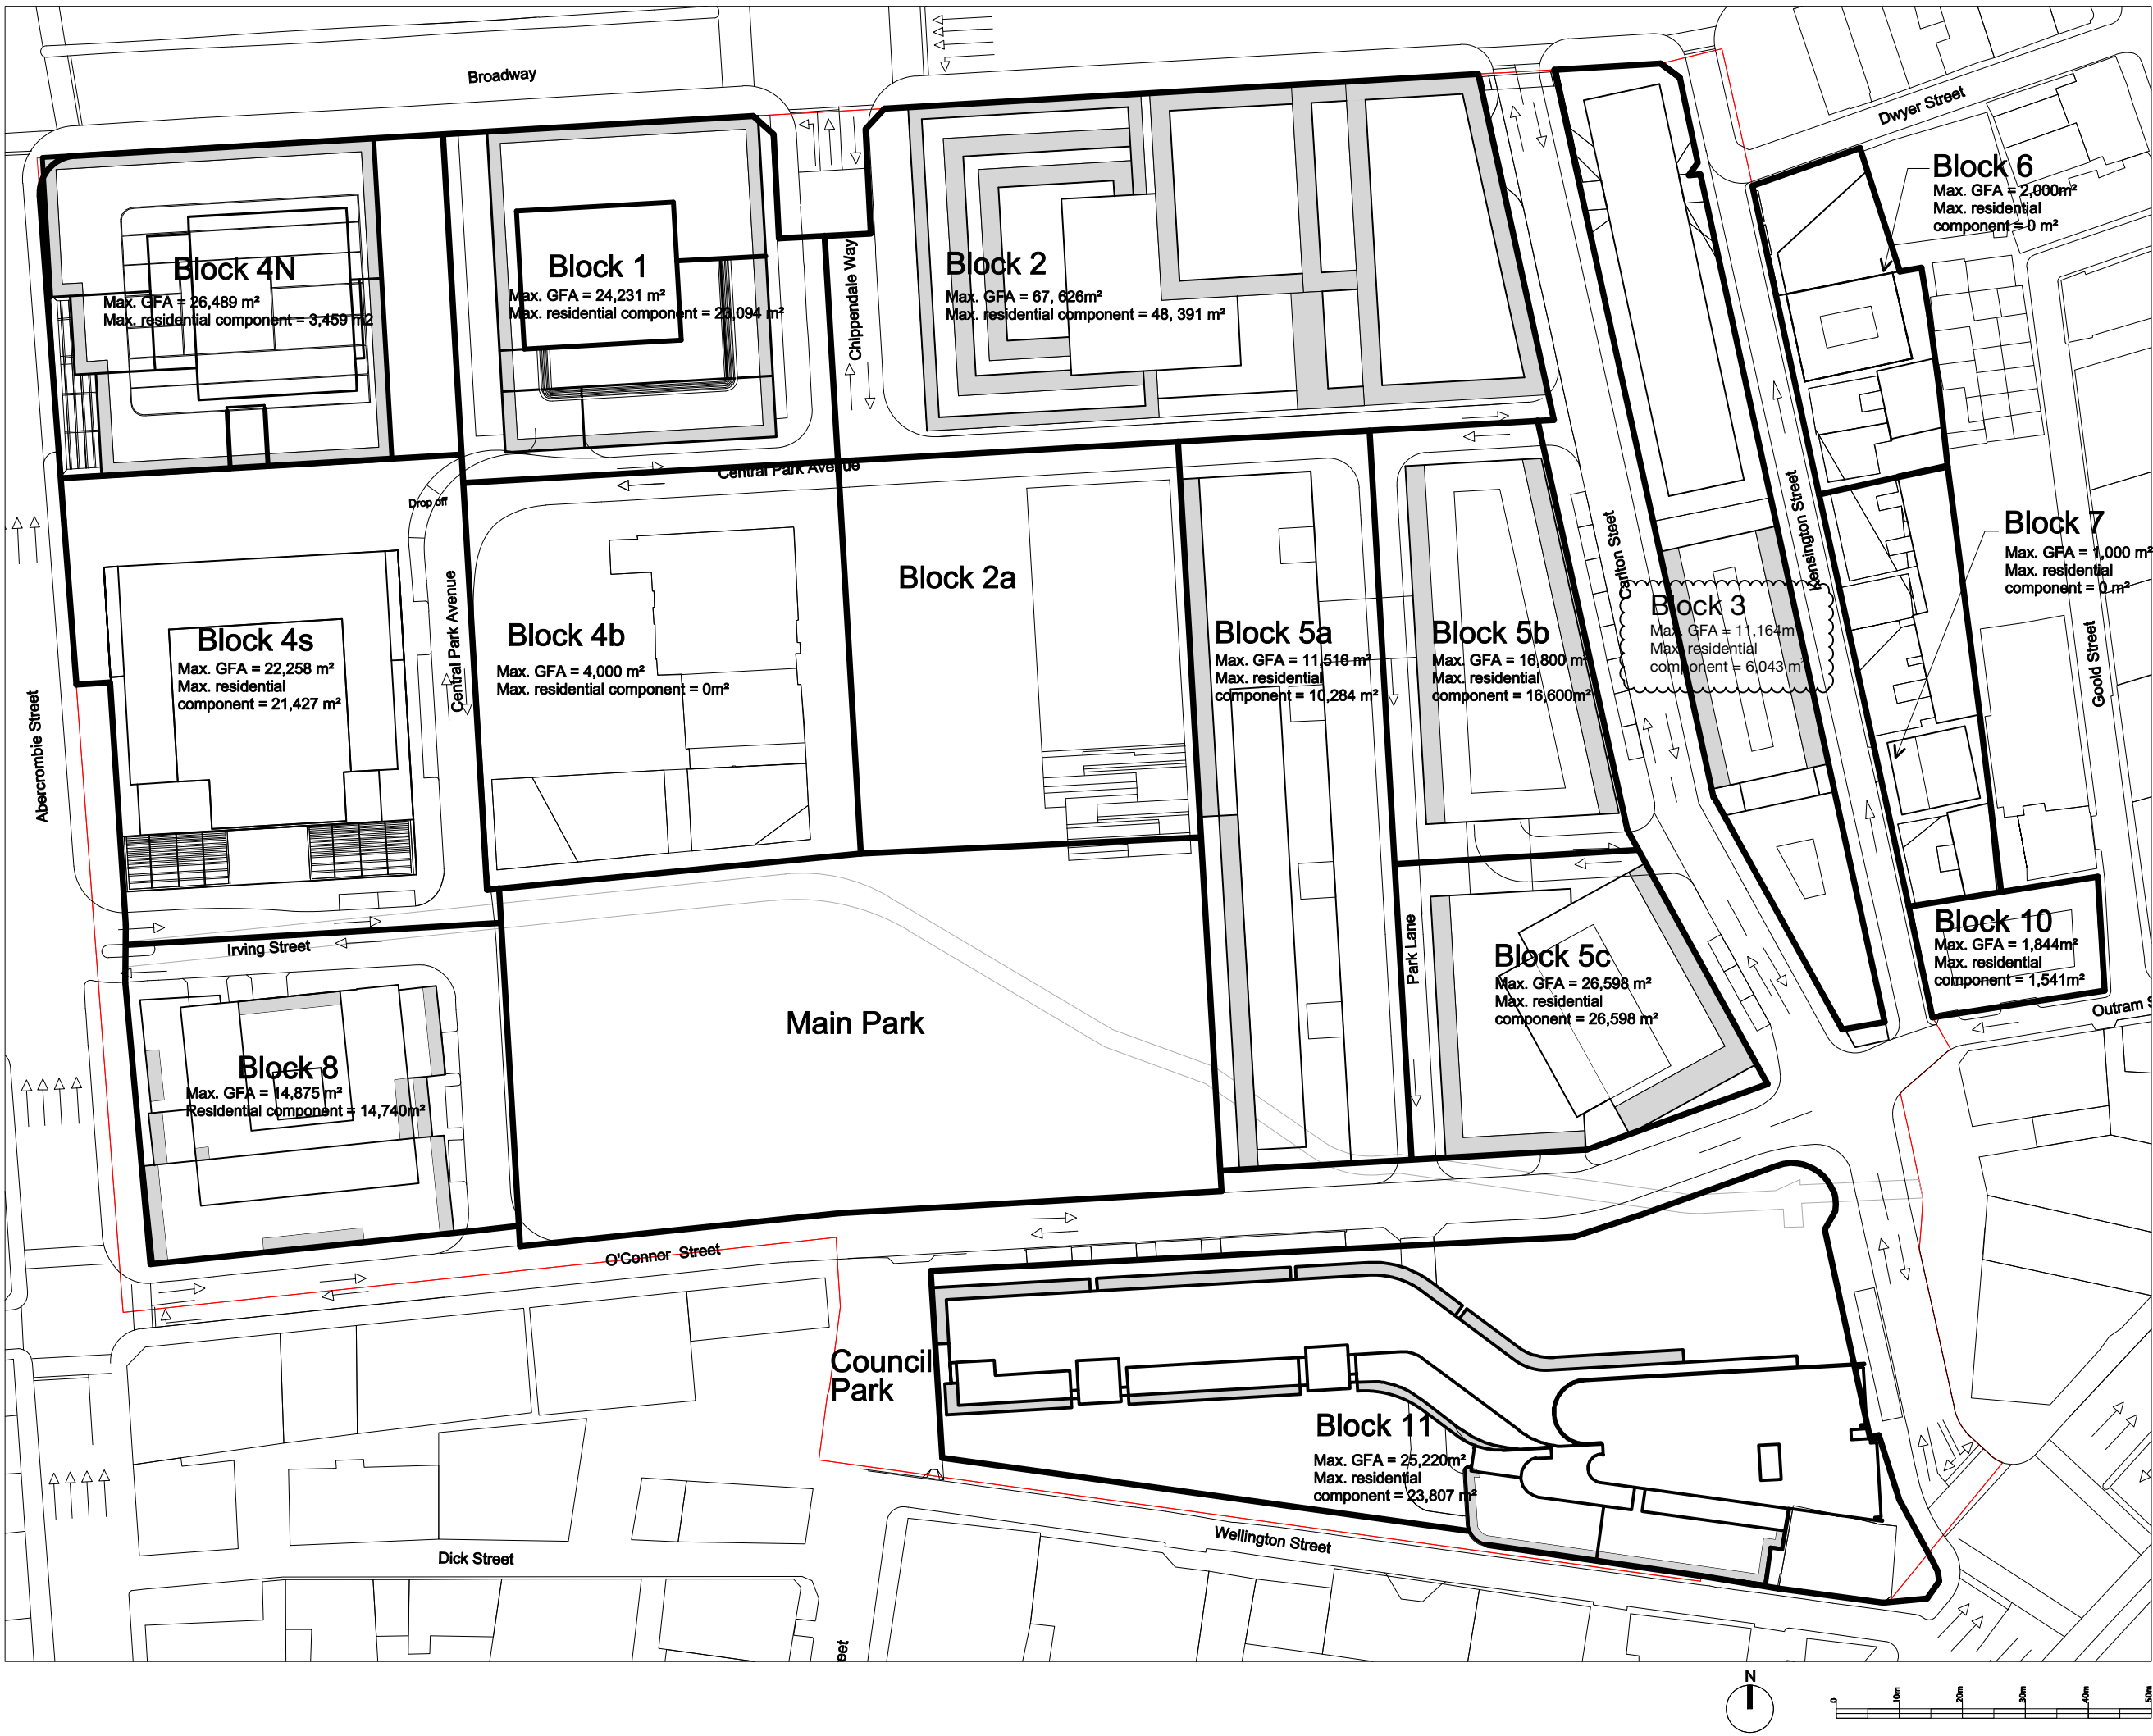 Broadway
Dwyer Street
Block 6
Max. GFA = 2,000m²
Max. residential
component = 0 m²
Block 4N
Max. GFA = 26,489 m²
Max. residential component = 3,459 m2
Block 1
Max. GFA = 24,231 m²
Max. residential component = 23,094 m²
Chippendale Way
Block 2
Max. GFA = 67, 626m²
Max. residential component = 48, 391 m²
Central Park Avenue
Drop off
Carlton Steet
Kensington Street
Block 7
Max. GFA = 1,000 m²
Max. residential
component = 0 m²
Goold Street
Abercrombie Street
Block 4s
Max. GFA = 22,258 m²
Max. residential
component = 21,427 m²
Central Park Avenue
Block 4b
Max. GFA = 4,000 m²
Max. residential component = 0m²
Block 2a
Block 5a
Max. GFA = 11,516 m²
Max. residential
component = 10,284 m²
Block 5b
Max. GFA = 16,800 m²
Max. residential
component = 16,600m²
Block 3
Max. GFA = 11,164m
Max. residential
component = 6,043 m²
Irving Street
Block 8
Max. GFA = 14,875 m²
Residential component = 14,740m²
Main Park
Park Lane
Block 5c
Max. GFA = 26,598 m²
Max. residential
component = 26,598 m²
Block 10
Max. GFA = 1,844m²
Max. residential
component = 1,541m²
Outram S
O'Connor Street
Council
Park
Block 11
Max. GFA = 25,220m²
Max. residential
component = 23,807 m²
Wellington Street
Dick Street
eet
N
0 10m 20m 30m 40m 50m